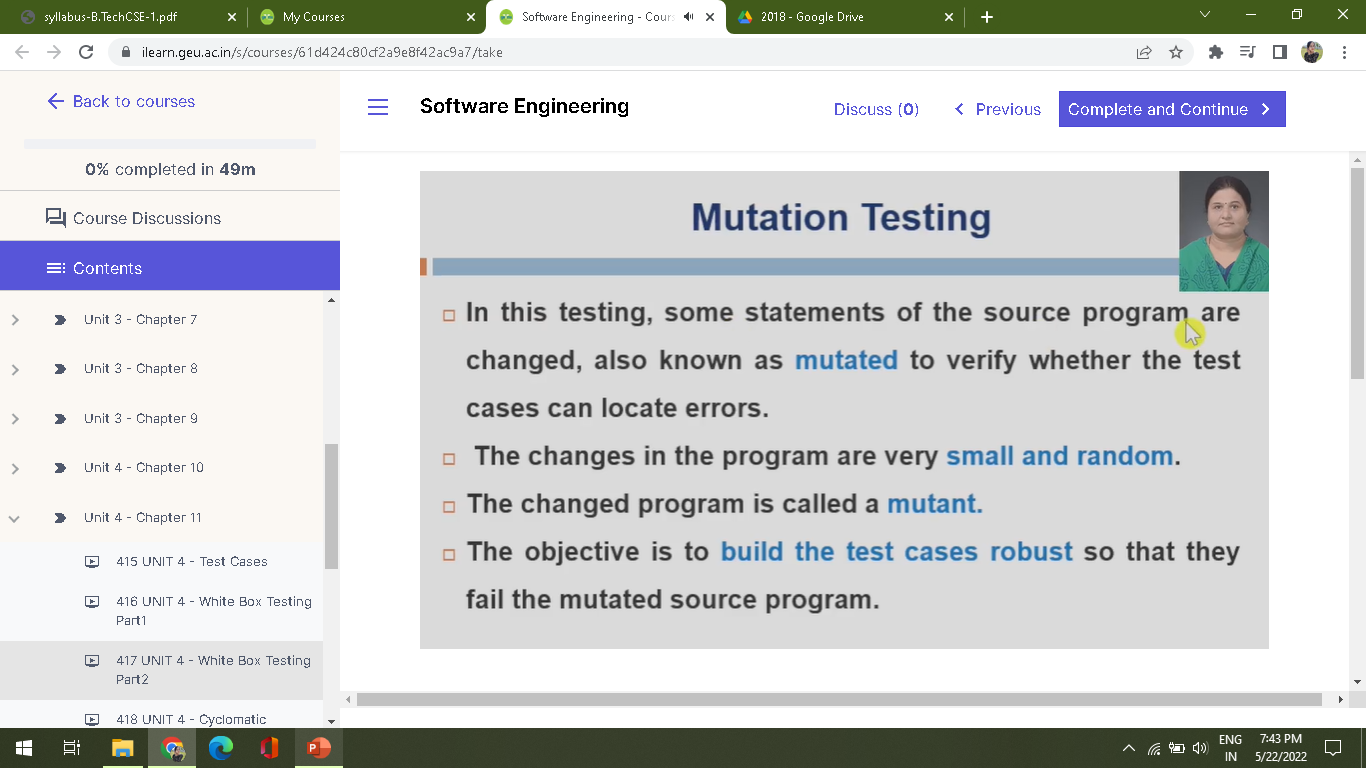 syllabus-B.TechCSE-1.pdf
My Courses
Software Engineering - Cours
2018 - Google Drive
ilearn.geu.ac.in/s/courses/61d424c80cf2a9e8f42ac9a7/take
Back to courses
0% completed in 49m
Course Discussions
Contents
Unit 3 - Chapter 7
Unit 3 - Chapter 8
Unit 3 - Chapter 9
Unit 4 - Chapter 10
Unit 4 - Chapter 11
415 UNIT 4 - Test Cases
416 UNIT 4 - White Box Testing
Part1
417 UNIT 4 - White Box Testing
Part2
418 UNIT 4 - Cyclomatic
Software Engineering
Discuss (0)
Previous
Complete and Continue
Mutation Testing
In this testing, some statements of the source program are
changed, also known as mutated to verify whether the test
cases can locate errors.
The changes in the program are very small and random.
The changed program is called a mutant.
The objective is to build the test cases robust so that they
fail the mutated source program.
ENG
IN
7:43 PM
5/22/2022